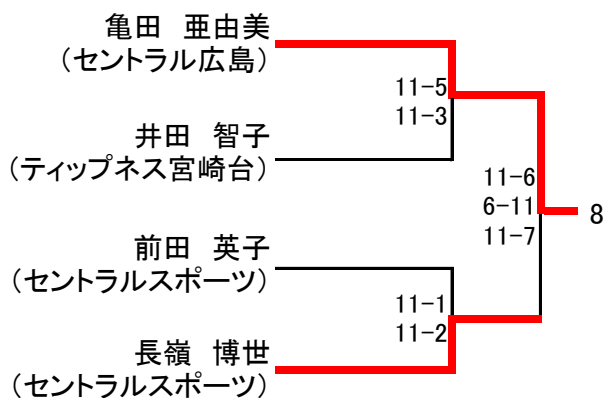 亀田　亜由美
（セントラル広島）
11-5
11-3
井田　智子
（ティップネス宮崎台）
11-6
6-11
11-7
8
前田　英子
（セントラルスポーツ）
11-1
11-2
長嶺　博世
（セントラルスポーツ）